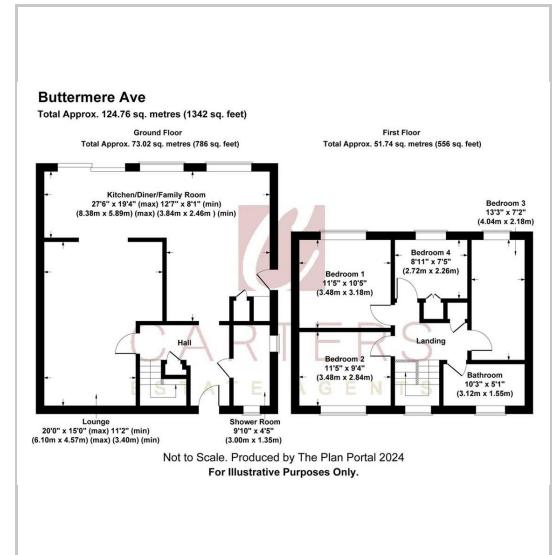 Buttermere Ave
Total Approx. 124.76 sq. metres (1342 sq. feet)
Ground Floor
Total Approx. 73.02 sq. metres (786 sq. feet)
First Floor
Total Approx. 51.74 sq. metres (556 sq. feet)
Kitchen/Diner/Family Room
27'6" x 19'4" (max) 12'7" x 8'1" (min)
(8.38m x 5.89m) (max) (3.84m x 2.46m ) (min)
Hall
Lounge
20'0" x 15'0" (max) 11'2" (min)
(6.10m x 4.57m) (max) (3.40m) (min)
Shower Room
9'10" x 4'5"
(3.00m x 1.35m)
Bedroom 3
13'3" x 7'2"
(4.04m x 2.18m)
Bedroom 4
8'11" x 7'5"
(2.72m x 2.26m)
Bedroom 1
11'5" x 10'5"
(3.48m x 3.18m)
Landing
Bedroom 2
11'5" x 9'4"
(3.48m x 2.84m)
Bathroom
10'3" x 5'1"
(3.12m x 1.55m)
CARTERS
ESTATE AGENTS
Not to Scale. Produced by The Plan Portal 2024
For Illustrative Purposes Only.